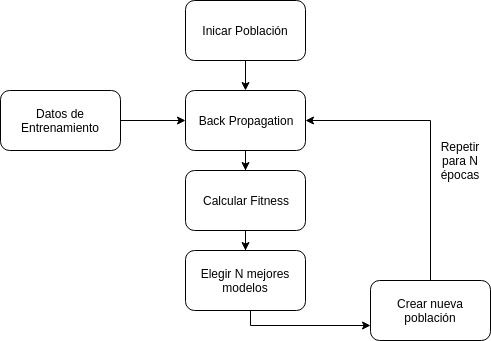 Inicar Población
Datos de
Entrenamiento
Back Propagation
Repetir
para N
épocas
Calcular Fitness
Elegir N mejores
modelos
Crear nueva
población